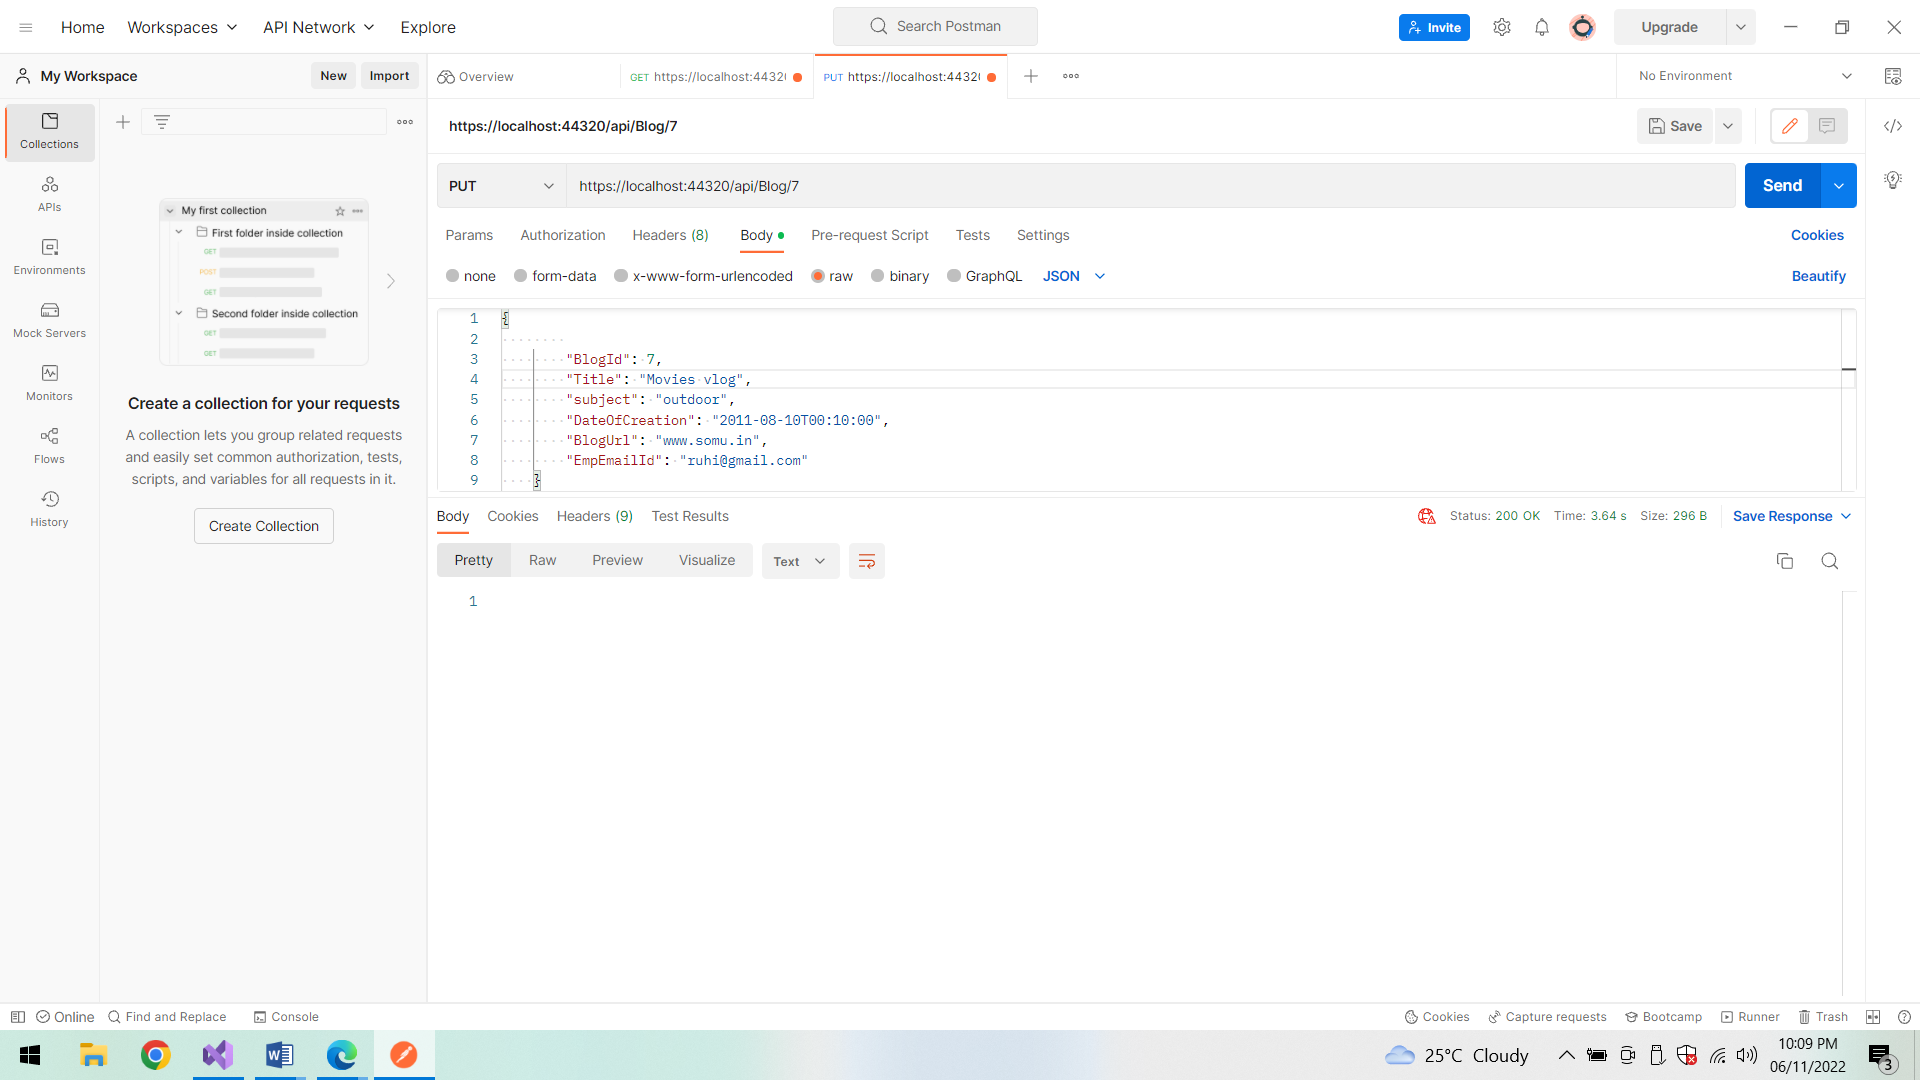 Home Workspaces API Network Explore Search Postman Invite Upgrade
My Workspace New Import Overview GET https://localhost:4432 PUT https://localhost:4432 No Environment
Collections
APIs
Environments
Mock Servers
Monitors
Flows
History
My first collection
First folder inside collection
GET
POST
GET
Second folder inside collection
GET
GET
Create a collection for your requests
A collection lets you group related requests
and easily set common authorization, tests,
scripts, and variables for all requests in it.
Create Collection
https://localhost:44320/api/Blog/7 Save
PUT https://localhost:44320/api/Blog/7 Send
Params Authorization Headers (8) Body Pre-request Script Tests Settings Cookies
none form-data x-www-form-urlencoded raw binary GraphQL JSON Beautify
1 {
2
3 "BlogId": 7,
4 "Title": "Movies vlog",
5 "subject": "outdoor",
6 "DateOfCreation": "2011-08-10T00:10:00",
7 "BlogUrl": "www.somu.in",
8 "EmpEmailId": "ruhi@gmail.com"
9 }
Body Cookies Headers (9) Test Results Status: 200 OK Time: 3.64 s Size: 296 B Save Response
Pretty Raw Preview Visualize Text
1
Online Find and Replace Console Cookies Capture requests Bootcamp Runner Trash
25°C Cloudy 10:09 PM
06/11/2022 3